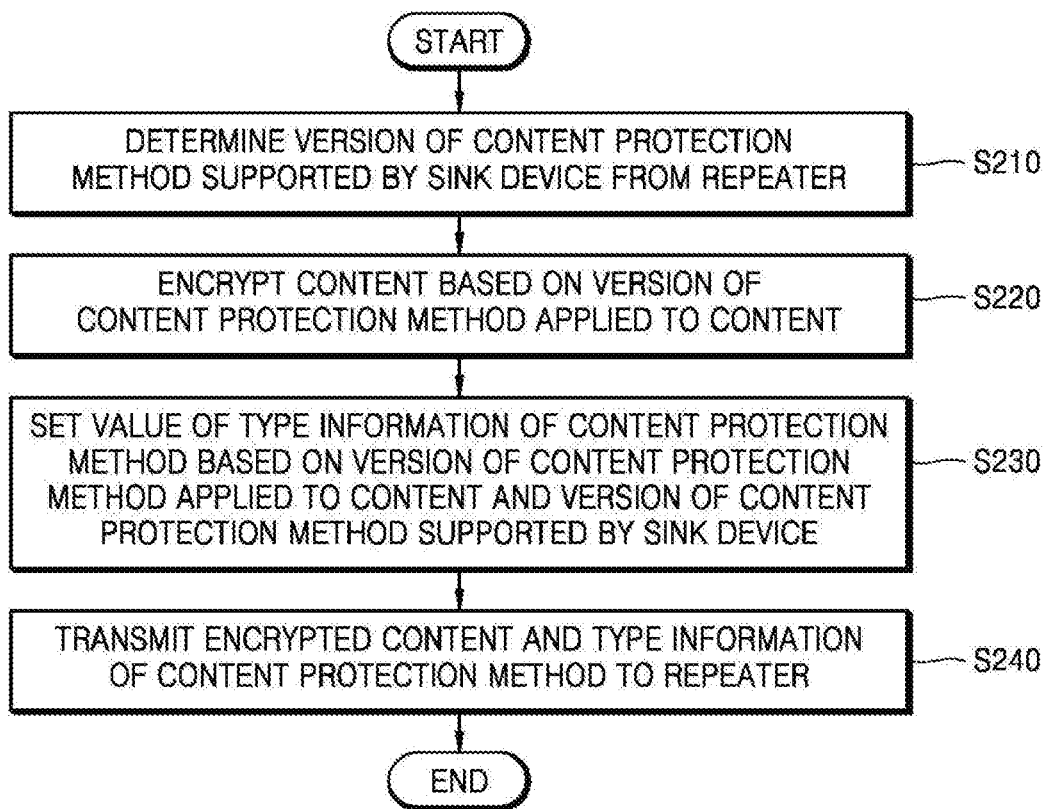 START
DETERMINE VERSION OF CONTENT PROTECTION
METHOD SUPPORTED BY SINK DEVICE FROM REPEATER
S210
ENCRYPT CONTENT BASED ON VERSION OF
CONTENT PROTECTION METHOD APPLIED TO CONTENT
S220
SET VALUE OF TYPE INFORMATION OF CONTENT PROTECTION
METHOD BASED ON VERSION OF CONTENT PROTECTION
METHOD APPLIED TO CONTENT AND VERSION OF CONTENT
PROTECTION METHOD SUPPORTED BY SINK DEVICE
S230
TRANSMIT ENCRYPTED CONTENT AND TYPE INFORMATION
OF CONTENT PROTECTION METHOD TO REPEATER
S240
END